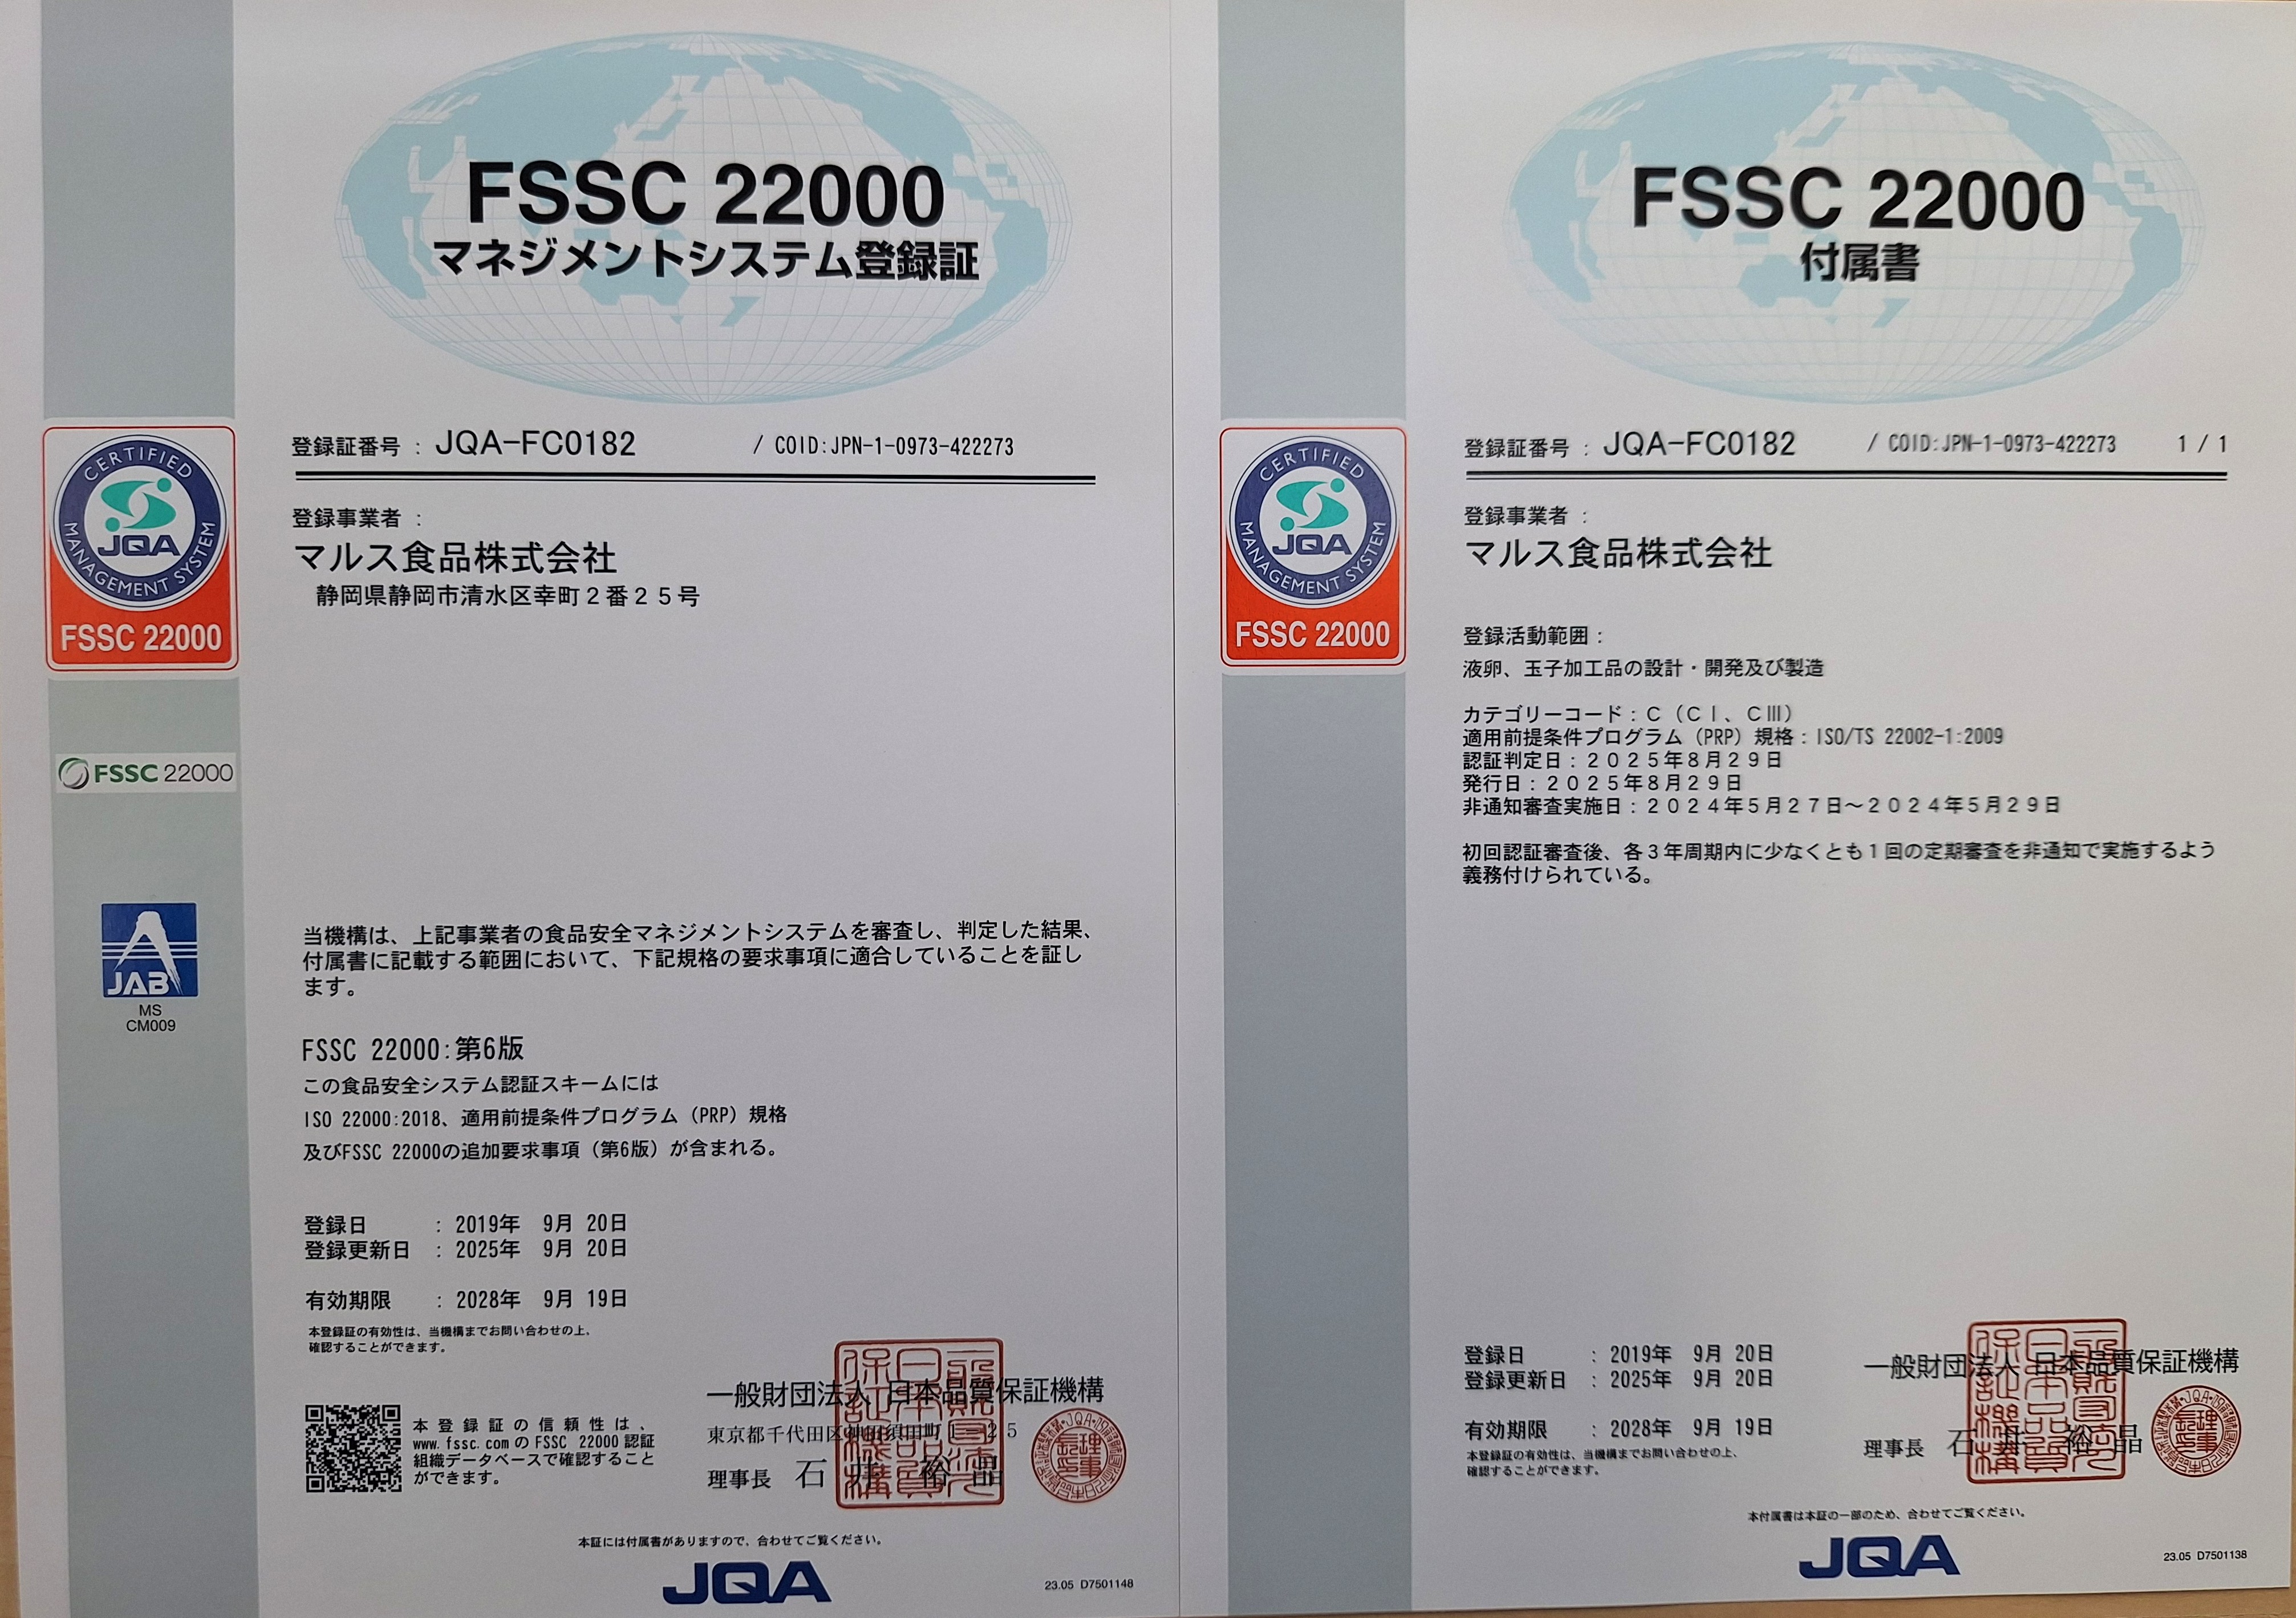 FSSC 22000
マネジメントシステム登録証
登録証番号 : JQA-FC0182 / COID:JPN-1-0973-422273
CERTIFIED
MANAGEMENT SYSTEM
JQA
FSSC 22000
登録事業者 :
マルス食品株式会社
静岡県静岡市清水区幸町2番25号
FSSC 22000
JAB
MS
CM009
当機構は、上記事業者の食品安全マネジメントシステムを審査し、判定した結果、
付属書に記載する範囲において、下記規格の要求事項に適合していることを証し
ます。
FSSC 22000:第6版
この食品安全システム認証スキームには
ISO 22000:2018、適用前提条件プログラム（PRP）規格
及びFSSC 22000の追加要求事項（第6版）が含まれる。
登録日 : 2019年 9月 20日
登録更新日 : 2025年 9月 20日
有効期限 : 2028年 9月 19日
本登録証の有効性は、当機構までお問い合わせの上、
確認することができます。
本登録証の信頼性は、
www.fssc.comのFSSC 22000認証
組織データベースで確認すること
ができます。
一般財団法人 日本品質保証機構
東京都千代田区神田須田町1-25
理事長 石井 裕晶
本証には付属書がありますので、合わせてご覧ください。
JQA
23.05 D7501148
FSSC 22000
付属書
登録証番号 : JQA-FC0182 / COID:JPN-1-0973-422273 1 / 1
CERTIFIED
MANAGEMENT SYSTEM
JQA
FSSC 22000
登録事業者 :
マルス食品株式会社
登録活動範囲 :
液卵、玉子加工品の設計・開発及び製造
カテゴリーコード : C（CⅠ、CⅢ）
適用前提条件プログラム（PRP）規格 : ISO/TS 22002-1:2009
認証判定日 : 2025年8月29日
発行日 : 2025年8月29日
非通知審査実施日 : 2024年5月27日～2024年5月29日
初回認証審査後、各3年周期内に少なくとも1回の定期審査を非通知で実施するよう
義務付けられている。
登録日 : 2019年 9月 20日
登録更新日 : 2025年 9月 20日
有効期限 : 2028年 9月 19日
本登録証の有効性は、当機構までお問い合わせの上、
確認することができます。
一般財団法人 日本品質保証機構
理事長 石井 裕晶
本付属書は本証の一部のため、合わせてご覧ください。
JQA
23.05 D7501138